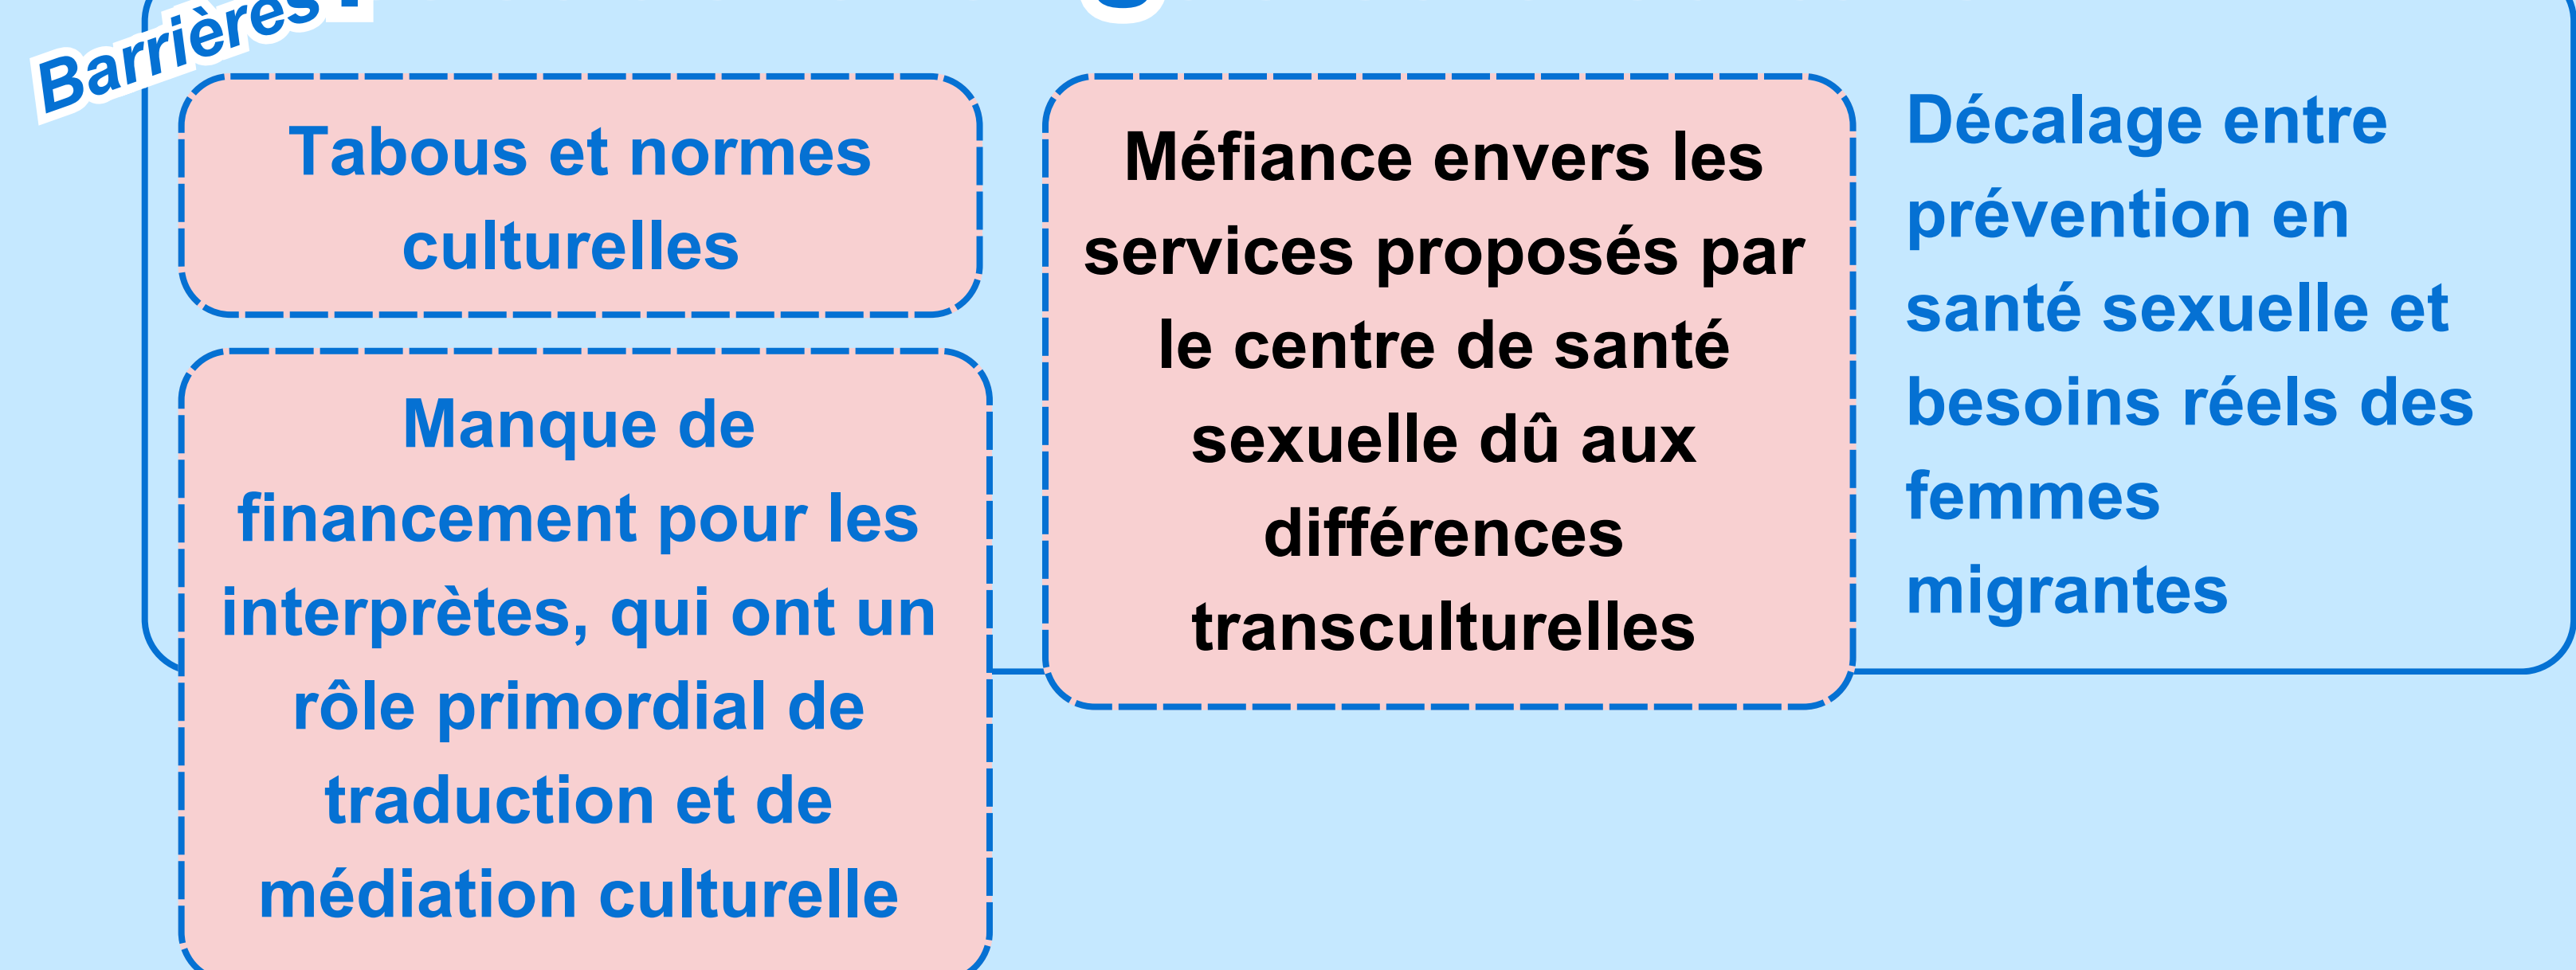 Barrières :
Tabous et normes
culturelles
Manque de
financement pour les
interprètes, qui ont un
rôle primordial de
traduction et de
médiation culturelle
Méfiance envers les
services proposés par
le centre de santé
sexuelle dû aux
différences
transculturelles
Décalage entre
prévention en
santé sexuelle et
besoins réels des
femmes
migrantes